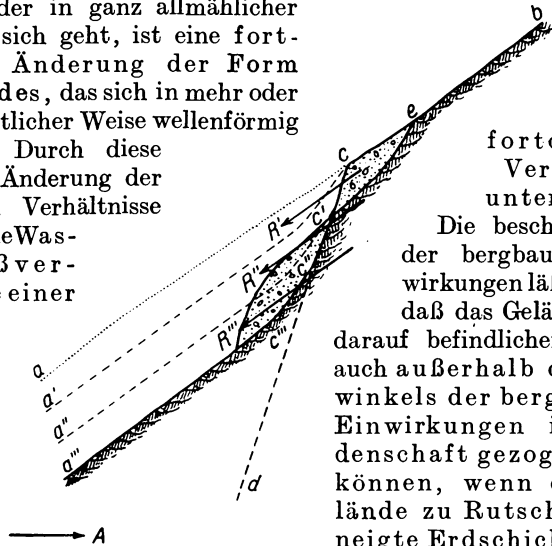 der in ganz allmählicher
sich geht, ist eine fort-
Änderung der Form
des, das sich in mehr oder
tlicher Weise wellenförmig
Durch diese
Änderung der
Verhältnisse
eWas-
ßver-
einer
b
e
c
R'
c'
R'
c''
R'''
c'''
a
a'
a''
a'''
d
A
forte
Ver
unter
Die besch
der bergbau
wirkungen lä
daß das Gelä
darauf befindlichen
auch außerhalb
winkels der berg
Einwirkungen i
denschaft gezog
können, wenn
lände zu Rutsch
neigte Erdschich